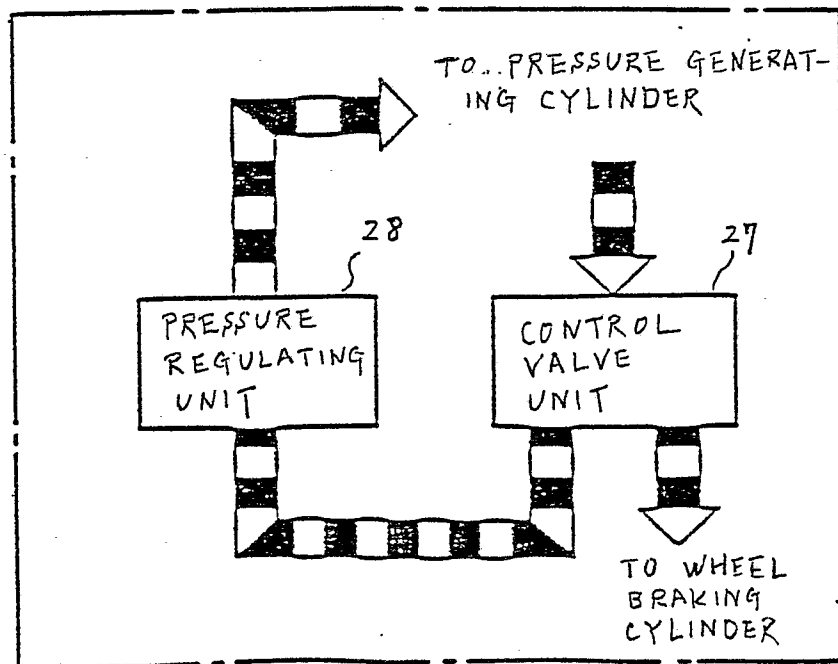 TO...PRESSURE GENERAT-
ING CYLINDER
28
27
PRESSURE
REGULATING
UNIT
CONTROL
VALVE
UNIT
TO WHEEL
BRAKING
CYLINDER